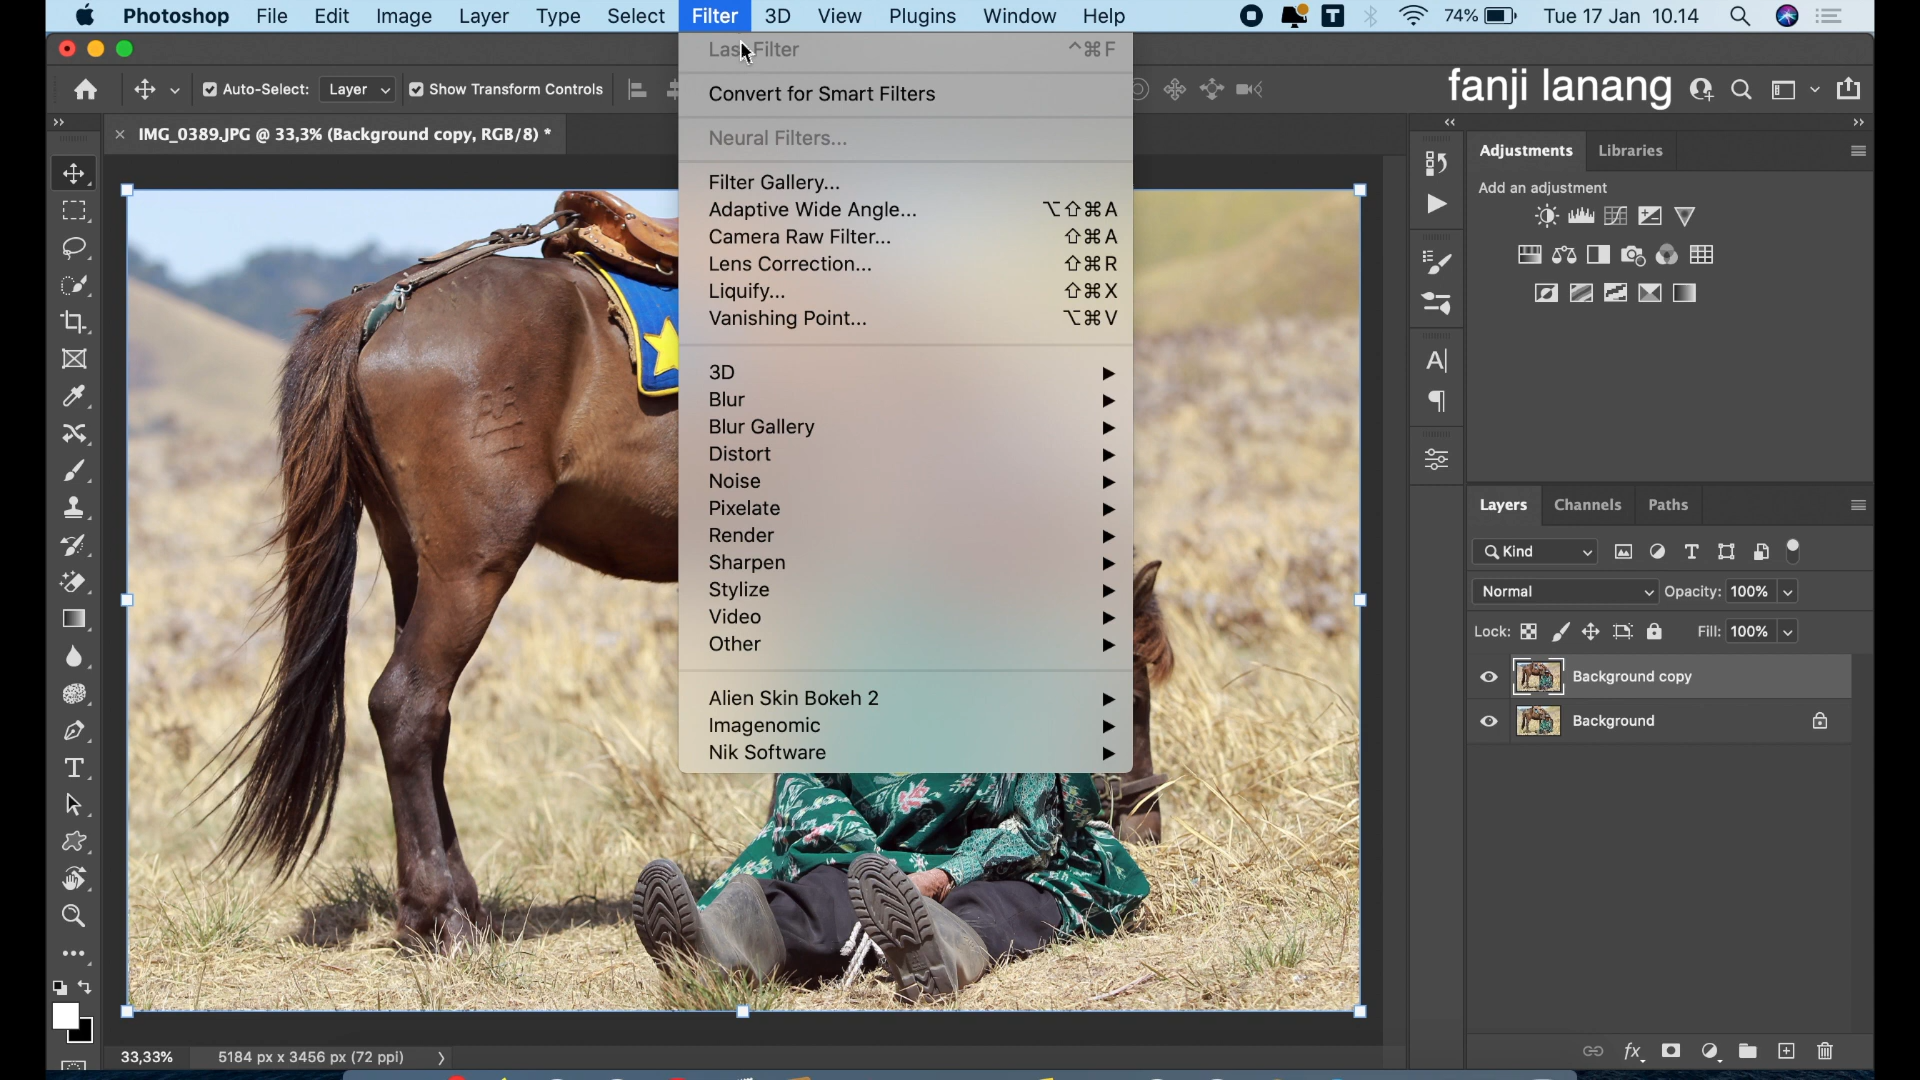 Photoshop File Edit Image Layer Type Select Filter 3D View Plugins Window Help 74% Tue 17 Jan 10.14
Auto-Select: Layer Show Transform Controls
fanji lanang
IMG_0389.JPG @ 33,3% (Background copy, RGB/8) *
Last Filter ^⌘F
Convert for Smart Filters
Neural Filters...
Filter Gallery...
Adaptive Wide Angle... ⌥⇧⌘A
Camera Raw Filter... ⇧⌘A
Lens Correction... ⇧⌘R
Liquify... ⇧⌘X
Vanishing Point... ⌥⌘V
3D
Blur
Blur Gallery
Distort
Noise
Pixelate
Render
Sharpen
Stylize
Video
Other
Alien Skin Bokeh 2
Imagenomic
Nik Software
Adjustments Libraries
Add an adjustment
Layers Channels Paths
Kind
Normal Opacity: 100%
Lock: Fill: 100%
Background copy
Background
33,33% 5184 px x 3456 px (72 ppi)